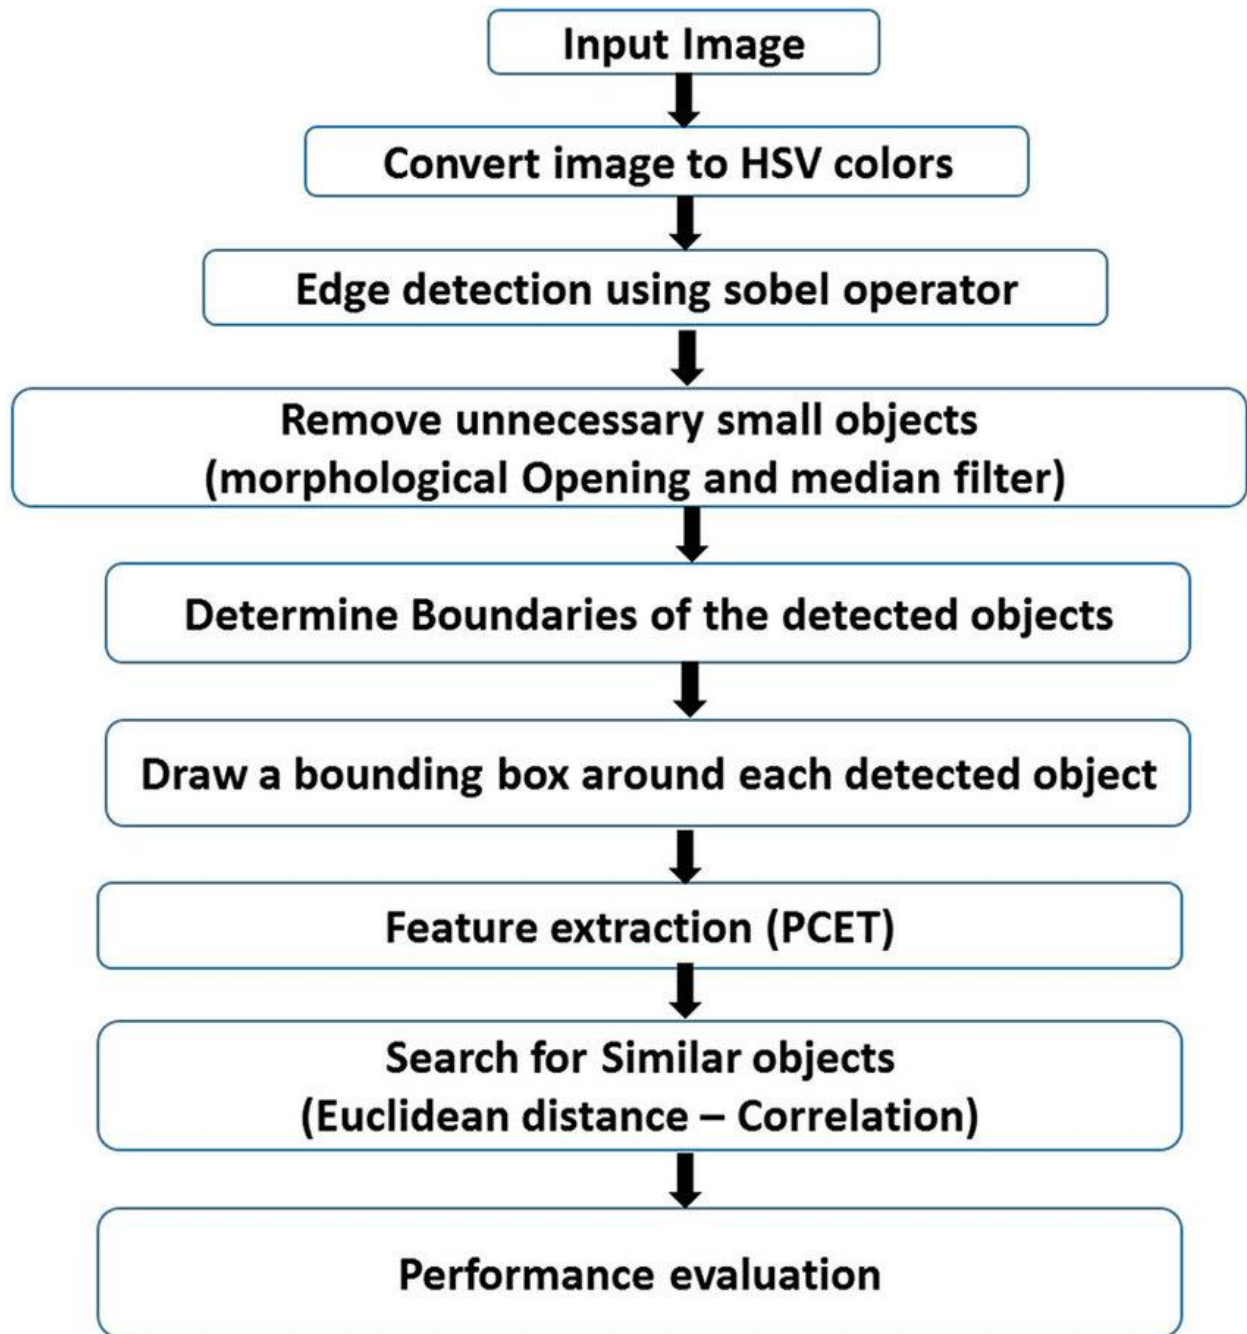 Input Image
Convert image to HSV colors
Edge detection using sobel operator
Remove unnecessary small objects
(morphological Opening and median filter)
Determine Boundaries of the detected objects
Draw a bounding box around each detected object
Feature extraction (PCET)
Search for Similar objects
(Euclidean distance – Correlation)
Performance evaluation